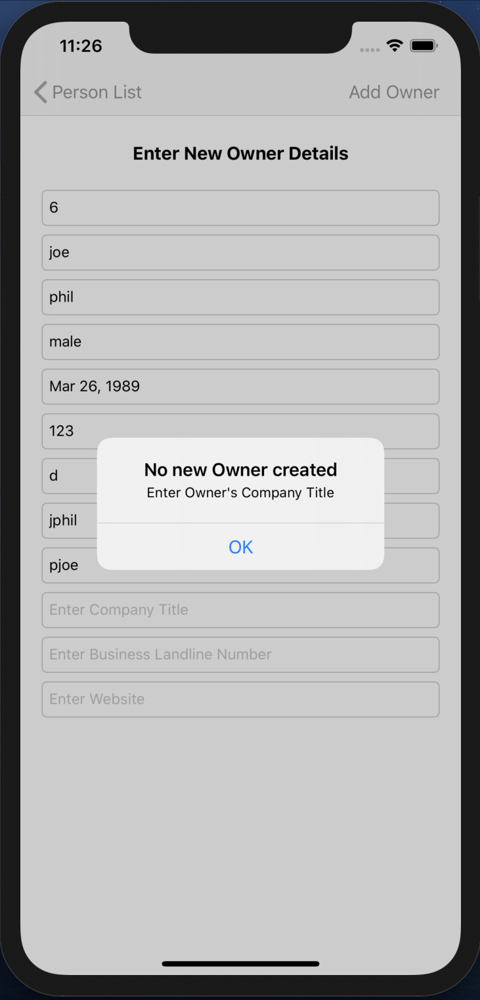 11:26
Person List
Add Owner
Enter New Owner Details
6
joe
phil
male
Mar 26, 1989
123
d
No new Owner created
Enter Owner's Company Title
jphil
OK
pjoe
Enter Company Title
Enter Business Landline Number
Enter Website